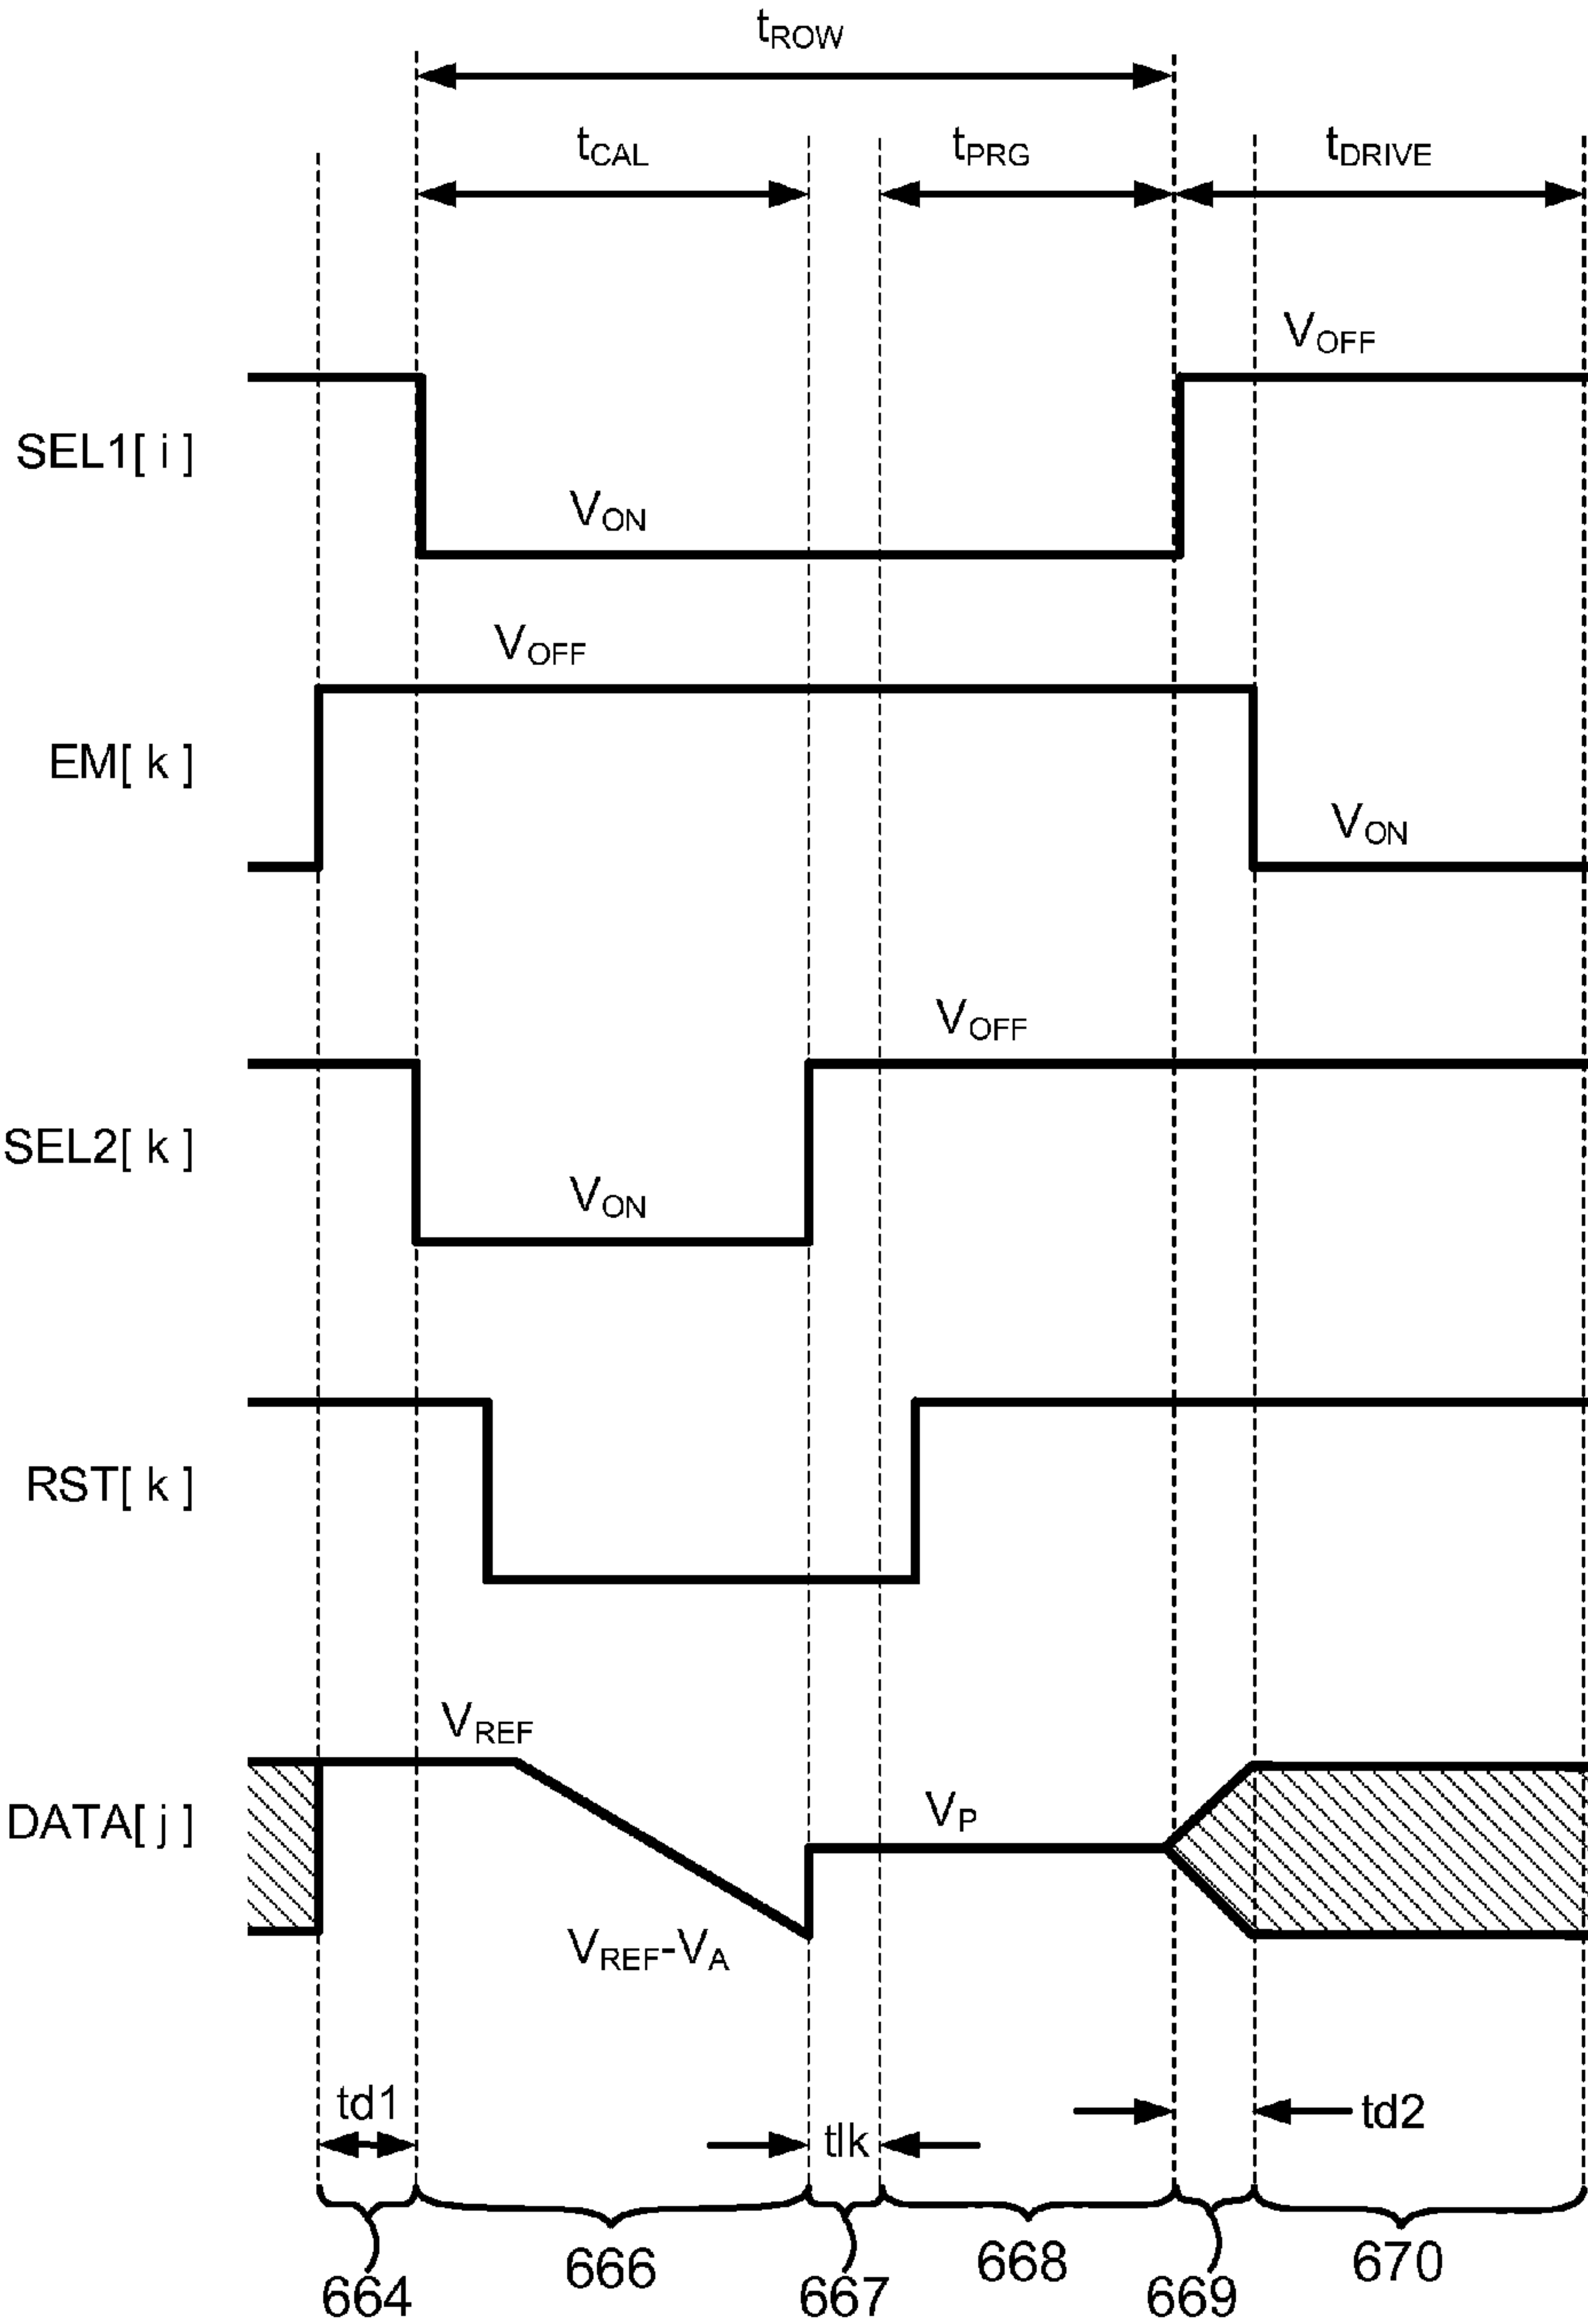 tROW
tCAL
tPRG
tDRIVE
VOFF
SEL1[ i ]
VON
VOFF
EM[ k ]
VON
VOFF
SEL2[ k ]
VON
RST[ k ]
VREF
DATA[ j ]
VP
VREF-VA
td1
tlk
td2
664
666
667
668
669
670